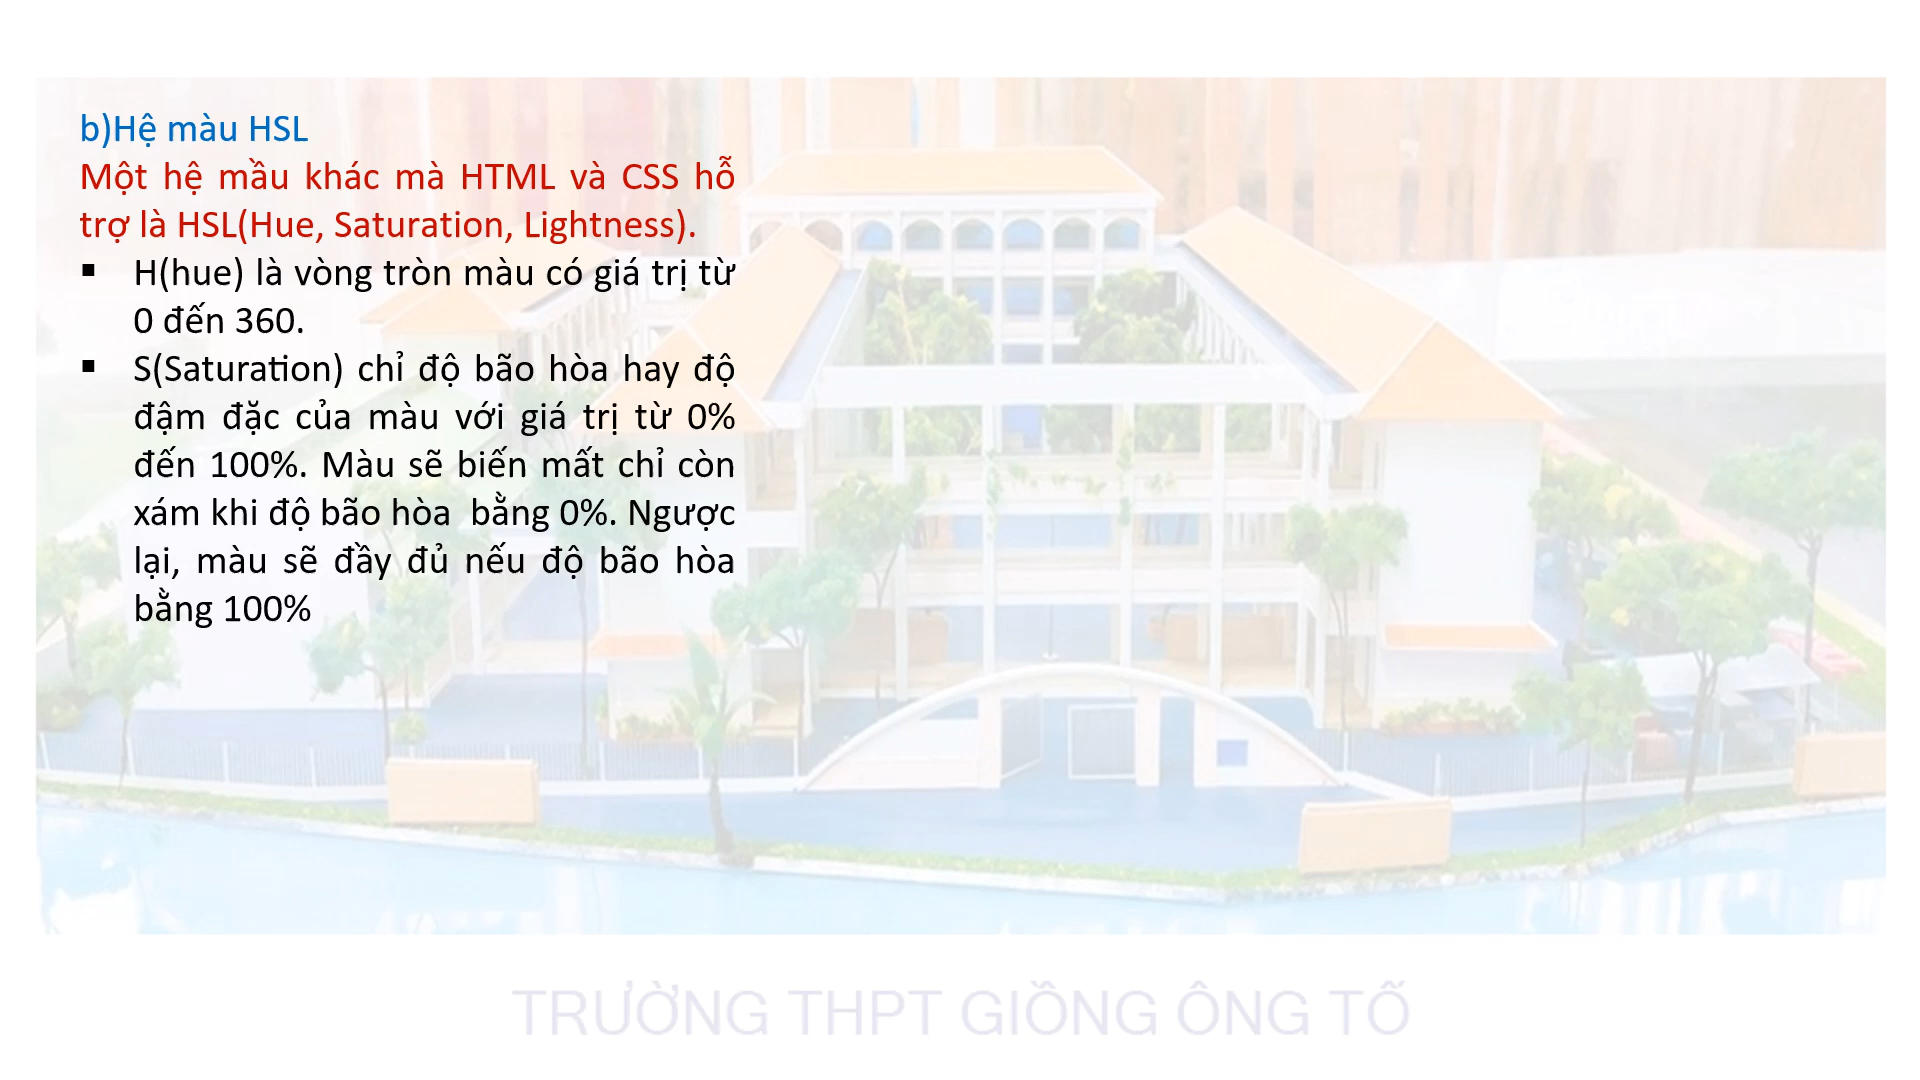 b)Hệ màu HSL
Một hệ mầu khác mà HTML và CSS hỗ
trợ là HSL(Hue, Saturation, Lightness).
▪ H(hue) là vòng tròn màu có giá trị từ
0 đến 360.
▪ S(Saturation) chỉ độ bão hòa hay độ
đậm đặc của màu với giá trị từ 0%
đến 100%. Màu sẽ biến mất chỉ còn
xám khi độ bão hòa  bằng 0%. Ngược
lại, màu sẽ đầy đủ nếu độ bão hòa
bằng 100%
TRƯỜNG THPT GIỒNG ÔNG TỐ